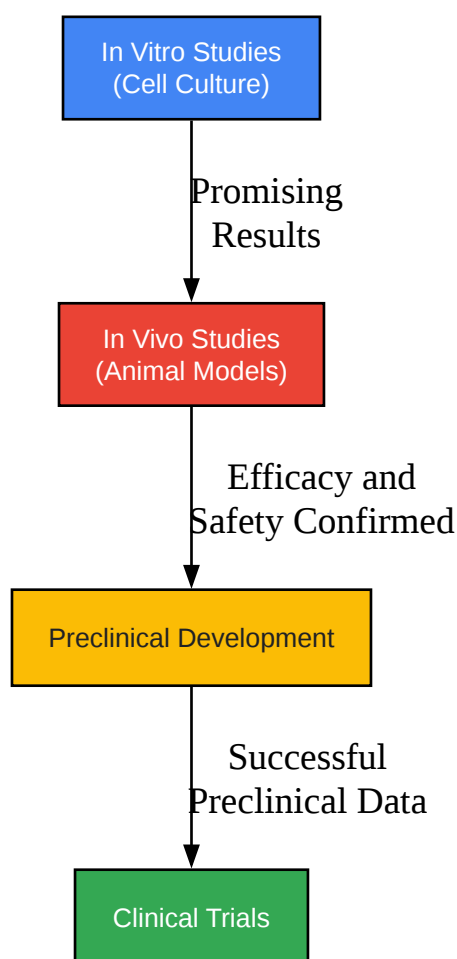 In Vitro Studies
(Cell Culture)
Promising
Results
In Vivo Studies
(Animal Models)
Efficacy and
Safety Confirmed
Preclinical Development
Successful
Preclinical Data
Clinical Trials